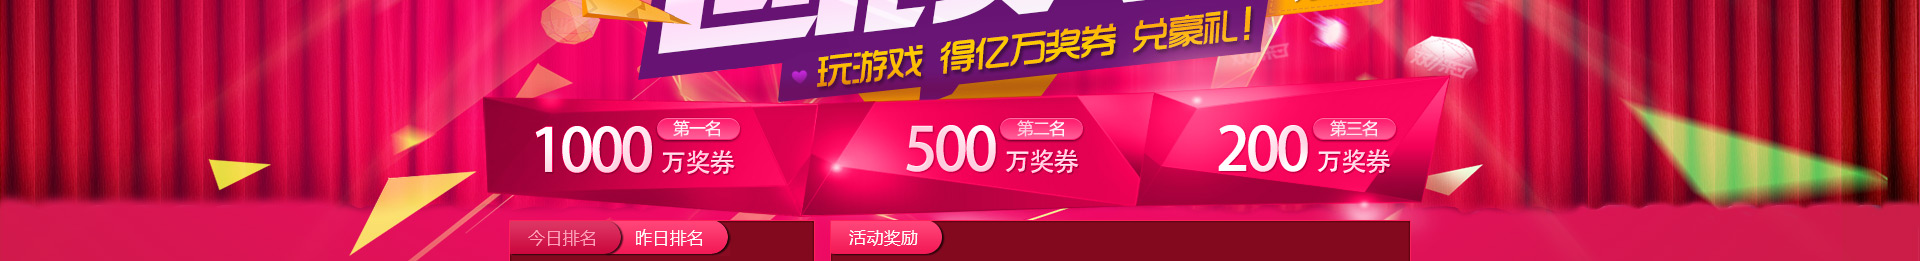 玩游戏 得亿万奖券 兑豪礼!
1000 第一名
万奖券
500 第二名
万奖券
200 第三名
万奖券
今日排名 昨日排名
活动奖励